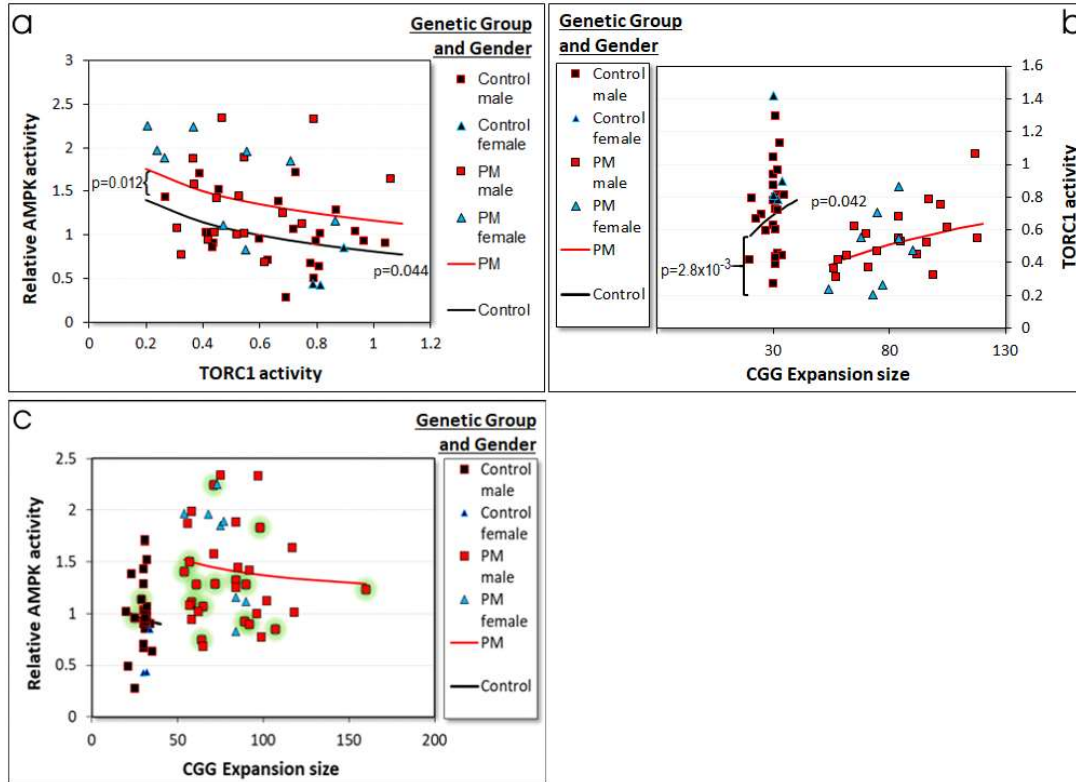 a
Genetic Group
and Gender
3
2.5
2
1.5
1
0.5
0
Relative AMPK activity
p=0.012
p=0.044
0
0.2
0.4
0.6
0.8
1
1.2
TORC1 activity
Control
male
Control
female
PM
male
PM
female
PM
Control
b
Genetic Group
and Gender
Control
male
Control
female
PM
male
PM
female
PM
Control
p=2.8x10⁻³
p=0.042
1.6
1.4
1.2
1
0.8
0.6
0.4
0.2
0
TORC1 activity
30
80
130
CGG Expansion size
c
Genetic Group
and Gender
2.5
2
1.5
1
0.5
0
Relative AMPK activity
0
50
100
150
200
CGG Expansion size
Control
male
Control
female
PM
male
PM
female
PM
Control